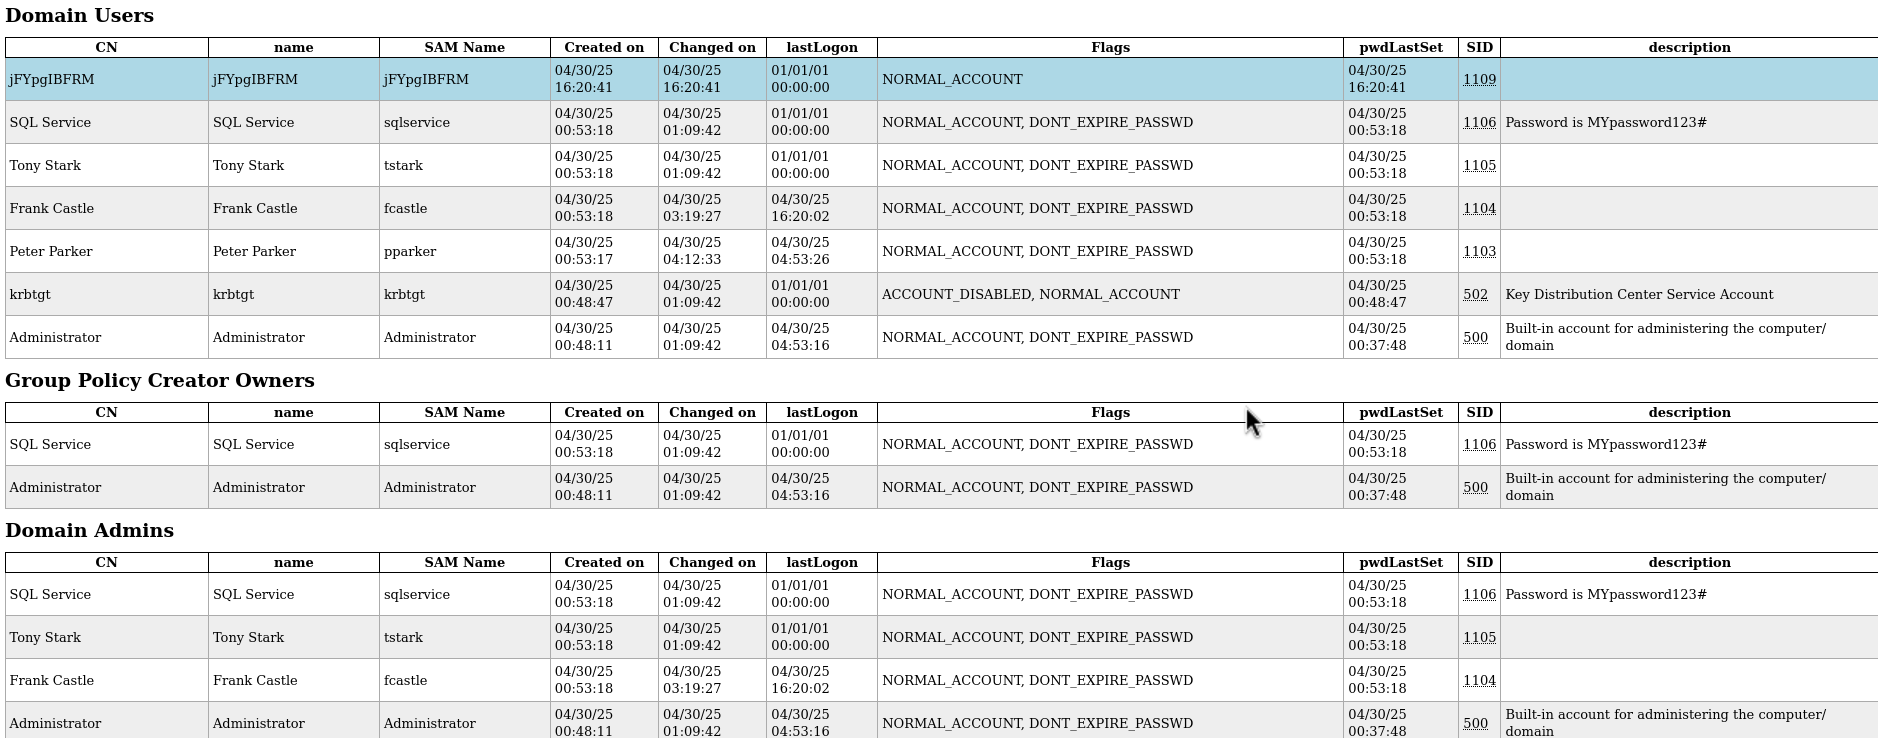 Domain Users
CN name SAM Name Created on Changed on lastLogon Flags pwdLastSet SID description
jFYpgIBFRM jFYpgIBFRM jFYpgIBFRM 04/30/25 16:20:41 04/30/25 16:20:41 01/01/01 00:00:00 NORMAL_ACCOUNT 04/30/25 16:20:41 1109
SQL Service SQL Service sqlservice 04/30/25 00:53:18 04/30/25 01:09:42 01/01/01 00:00:00 NORMAL_ACCOUNT, DONT_EXPIRE_PASSWD 04/30/25 00:53:18 1106 Password is MYpassword123#
Tony Stark Tony Stark tstark 04/30/25 00:53:18 04/30/25 01:09:42 01/01/01 00:00:00 NORMAL_ACCOUNT, DONT_EXPIRE_PASSWD 04/30/25 00:53:18 1105
Frank Castle Frank Castle fcastle 04/30/25 00:53:18 04/30/25 03:19:27 04/30/25 16:20:02 NORMAL_ACCOUNT, DONT_EXPIRE_PASSWD 04/30/25 00:53:18 1104
Peter Parker Peter Parker pparker 04/30/25 00:53:17 04/30/25 04:12:33 04/30/25 04:53:26 NORMAL_ACCOUNT, DONT_EXPIRE_PASSWD 04/30/25 00:53:18 1103
krbtgt krbtgt krbtgt 04/30/25 00:48:47 04/30/25 01:09:42 01/01/01 00:00:00 ACCOUNT_DISABLED, NORMAL_ACCOUNT 04/30/25 00:48:47 502 Key Distribution Center Service Account
Administrator Administrator Administrator 04/30/25 00:48:11 04/30/25 01:09:42 04/30/25 04:53:16 NORMAL_ACCOUNT, DONT_EXPIRE_PASSWD 04/30/25 00:37:48 500 Built-in account for administering the computer/domain
Group Policy Creator Owners
CN name SAM Name Created on Changed on lastLogon Flags pwdLastSet SID description
SQL Service SQL Service sqlservice 04/30/25 00:53:18 04/30/25 01:09:42 01/01/01 00:00:00 NORMAL_ACCOUNT, DONT_EXPIRE_PASSWD 04/30/25 00:53:18 1106 Password is MYpassword123#
Administrator Administrator Administrator 04/30/25 00:48:11 04/30/25 01:09:42 04/30/25 04:53:16 NORMAL_ACCOUNT, DONT_EXPIRE_PASSWD 04/30/25 00:37:48 500 Built-in account for administering the computer/domain
Domain Admins
CN name SAM Name Created on Changed on lastLogon Flags pwdLastSet SID description
SQL Service SQL Service sqlservice 04/30/25 00:53:18 04/30/25 01:09:42 01/01/01 00:00:00 NORMAL_ACCOUNT, DONT_EXPIRE_PASSWD 04/30/25 00:53:18 1106 Password is MYpassword123#
Tony Stark Tony Stark tstark 04/30/25 00:53:18 04/30/25 01:09:42 01/01/01 00:00:00 NORMAL_ACCOUNT, DONT_EXPIRE_PASSWD 04/30/25 00:53:18 1105
Frank Castle Frank Castle fcastle 04/30/25 00:53:18 04/30/25 03:19:27 04/30/25 16:20:02 NORMAL_ACCOUNT, DONT_EXPIRE_PASSWD 04/30/25 00:53:18 1104
Administrator Administrator Administrator 04/30/25 00:48:11 04/30/25 01:09:42 04/30/25 04:53:16 NORMAL_ACCOUNT, DONT_EXPIRE_PASSWD 04/30/25 00:37:48 500 Built-in account for administering the computer/domain